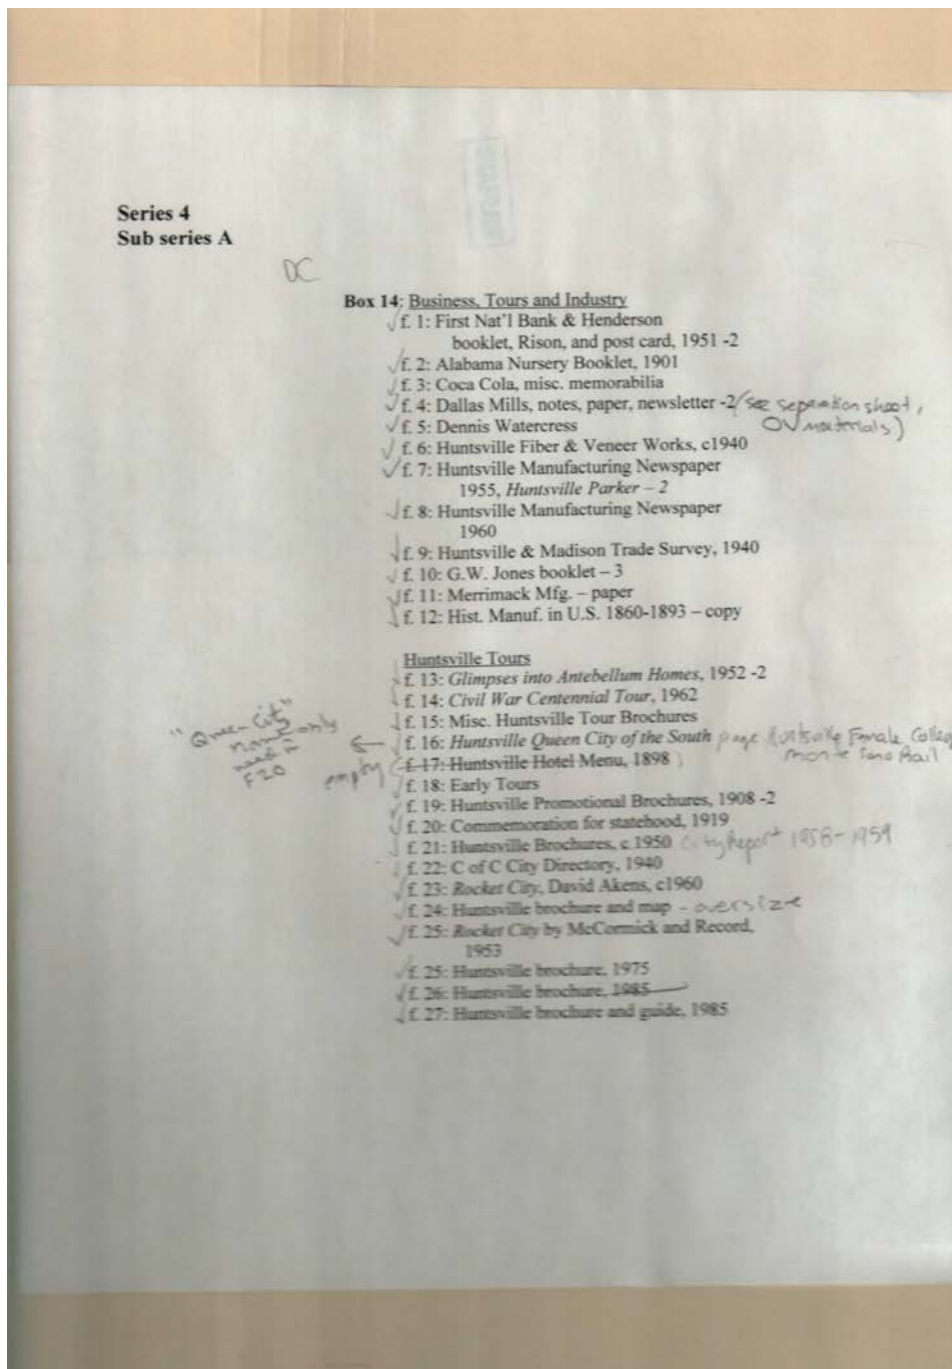 Series 4
Sub series A
DC
Box 14: Business, Tours and Industry
f. 1: First Nat'l Bank & Henderson
booklet, Rison, and post card, 1951 -2
f. 2: Alabama Nursery Booklet, 1901
f. 3: Coca Cola, misc. memorabilia
f. 4: Dallas Mills, notes, paper, newsletter -2 (see separation sheet,
OV materials)
f. 5: Dennis Watercress
f. 6: Huntsville Fiber & Veneer Works, c1940
f. 7: Huntsville Manufacturing Newspaper
1955, Huntsville Parker – 2
f. 8: Huntsville Manufacturing Newspaper
1960
f. 9: Huntsville & Madison Trade Survey, 1940
f. 10: G.W. Jones booklet – 3
f. 11: Merrimack Mfg. – paper
f. 12: Hist. Manuf. in U.S. 1860-1893 – copy
Huntsville Tours
f. 13: Glimpses into Antebellum Homes, 1952 -2
f. 14: Civil War Centennial Tour, 1962
f. 15: Misc. Huntsville Tour Brochures
"Queen City"
only
in
F20
f. 16: Huntsville Queen City of the South page Huntsville Female Colleg
monte Sano Rail
empty (f. 17: Huntsville Hotel Menu, 1898)
f. 18: Early Tours
f. 19: Huntsville Promotional Brochures, 1908 -2
f. 20: Commemoration for statehood, 1919
f. 21: Huntsville Brochures, c.1950 City Report 1958-1959
f. 22: C of C City Directory, 1940
f. 23: Rocket City, David Akens, c1960
f. 24: Huntsville brochure and map - oversize
f. 25: Rocket City by McCormick and Record,
1953
f. 25: Huntsville brochure, 1975
f. 26: Huntsville brochure, 1985
f. 27: Huntsville brochure and guide, 1985